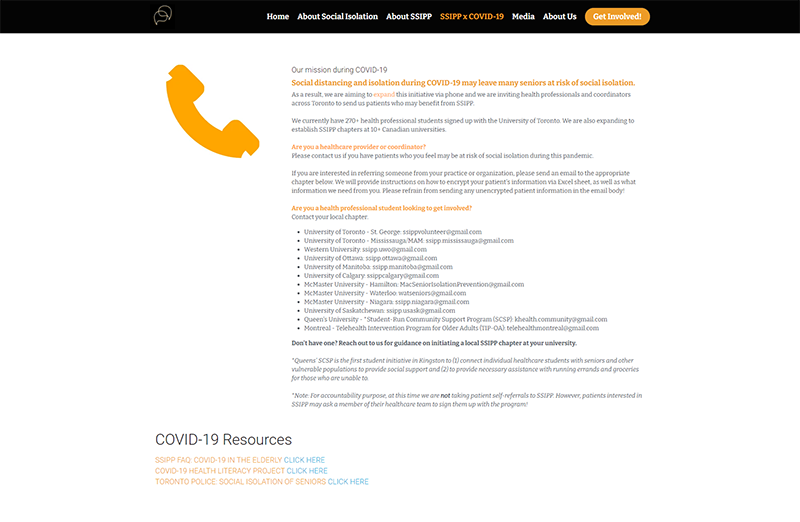 Home About Social Isolation About SSIPP SSIPP x COVID-19 Media About Us Get Involved!
Our mission during COVID-19
Social distancing and isolation during COVID-19 may leave many seniors at risk of social isolation.
As a result, we are aiming to expand this initiative via phone and we are inviting health professionals and coordinators
across Toronto to send us patients who may benefit from SSIPP.
We currently have 270+ health professional students signed up with the University of Toronto. We are also expanding to
establish SSIPP chapters at 10+ Canadian universities.
Are you a healthcare provider or coordinator?
Please contact us if you have patients who you feel may be at risk of social isolation during this pandemic.
If you are interested in referring someone from your practice or organization, please send an email to the appropriate
chapter below. We will provide instructions on how to encrypt your patient's information via Excel sheet, as well as what
information we need from you. Please refrain from sending any unencrypted patient information in the email body!
Are you a health professional student looking to get involved?
Contact your local chapter:
• University of Toronto - St. George: ssippvolunteer@gmail.com
• University of Toronto - Mississauga/MAM: ssipp.mississauga@gmail.com
• Western University: ssipp.uwo@gmail.com
• University of Ottawa: ssipp.ottawa@gmail.com
• University of Manitoba: ssipp.manitoba@gmail.com
• University of Calgary: ssippcalgary@gmail.com
• McMaster University - Hamilton: MacSeniorIsolationPrevention@gmail.com
• McMaster University - Waterloo: watseniors@gmail.com
• McMaster University - Niagara: ssipp.niagara@gmail.com
• University of Saskatchewan: ssipp.usask@gmail.com
• Queen's University - *Student-Run Community Support Program (SCSP): khealth.community@gmail.com
• Montreal - Telehealth Intervention Program for Older Adults (TIP-OA): telehealthmontreal@gmail.com
Don't have one? Reach out to us for guidance on initiating a local SSIPP chapter at your university.
*Queens' SCSP is the first student initiative in Kingston to (1) connect individual healthcare students with seniors and other
vulnerable populations to provide social support and (2) to provide necessary assistance with running errands and groceries
for those who are unable to.
*Note: For accountability purpose, at this time we are not taking patient self-referrals to SSIPP. However, patients interested in
SSIPP may ask a member of their healthcare team to sign them up with the program!
COVID-19 Resources
SSIPP FAQ: COVID-19 IN THE ELDERLY CLICK HERE
COVID-19 HEALTH LITERACY PROJECT CLICK HERE
TORONTO POLICE: SOCIAL ISOLATION OF SENIORS CLICK HERE